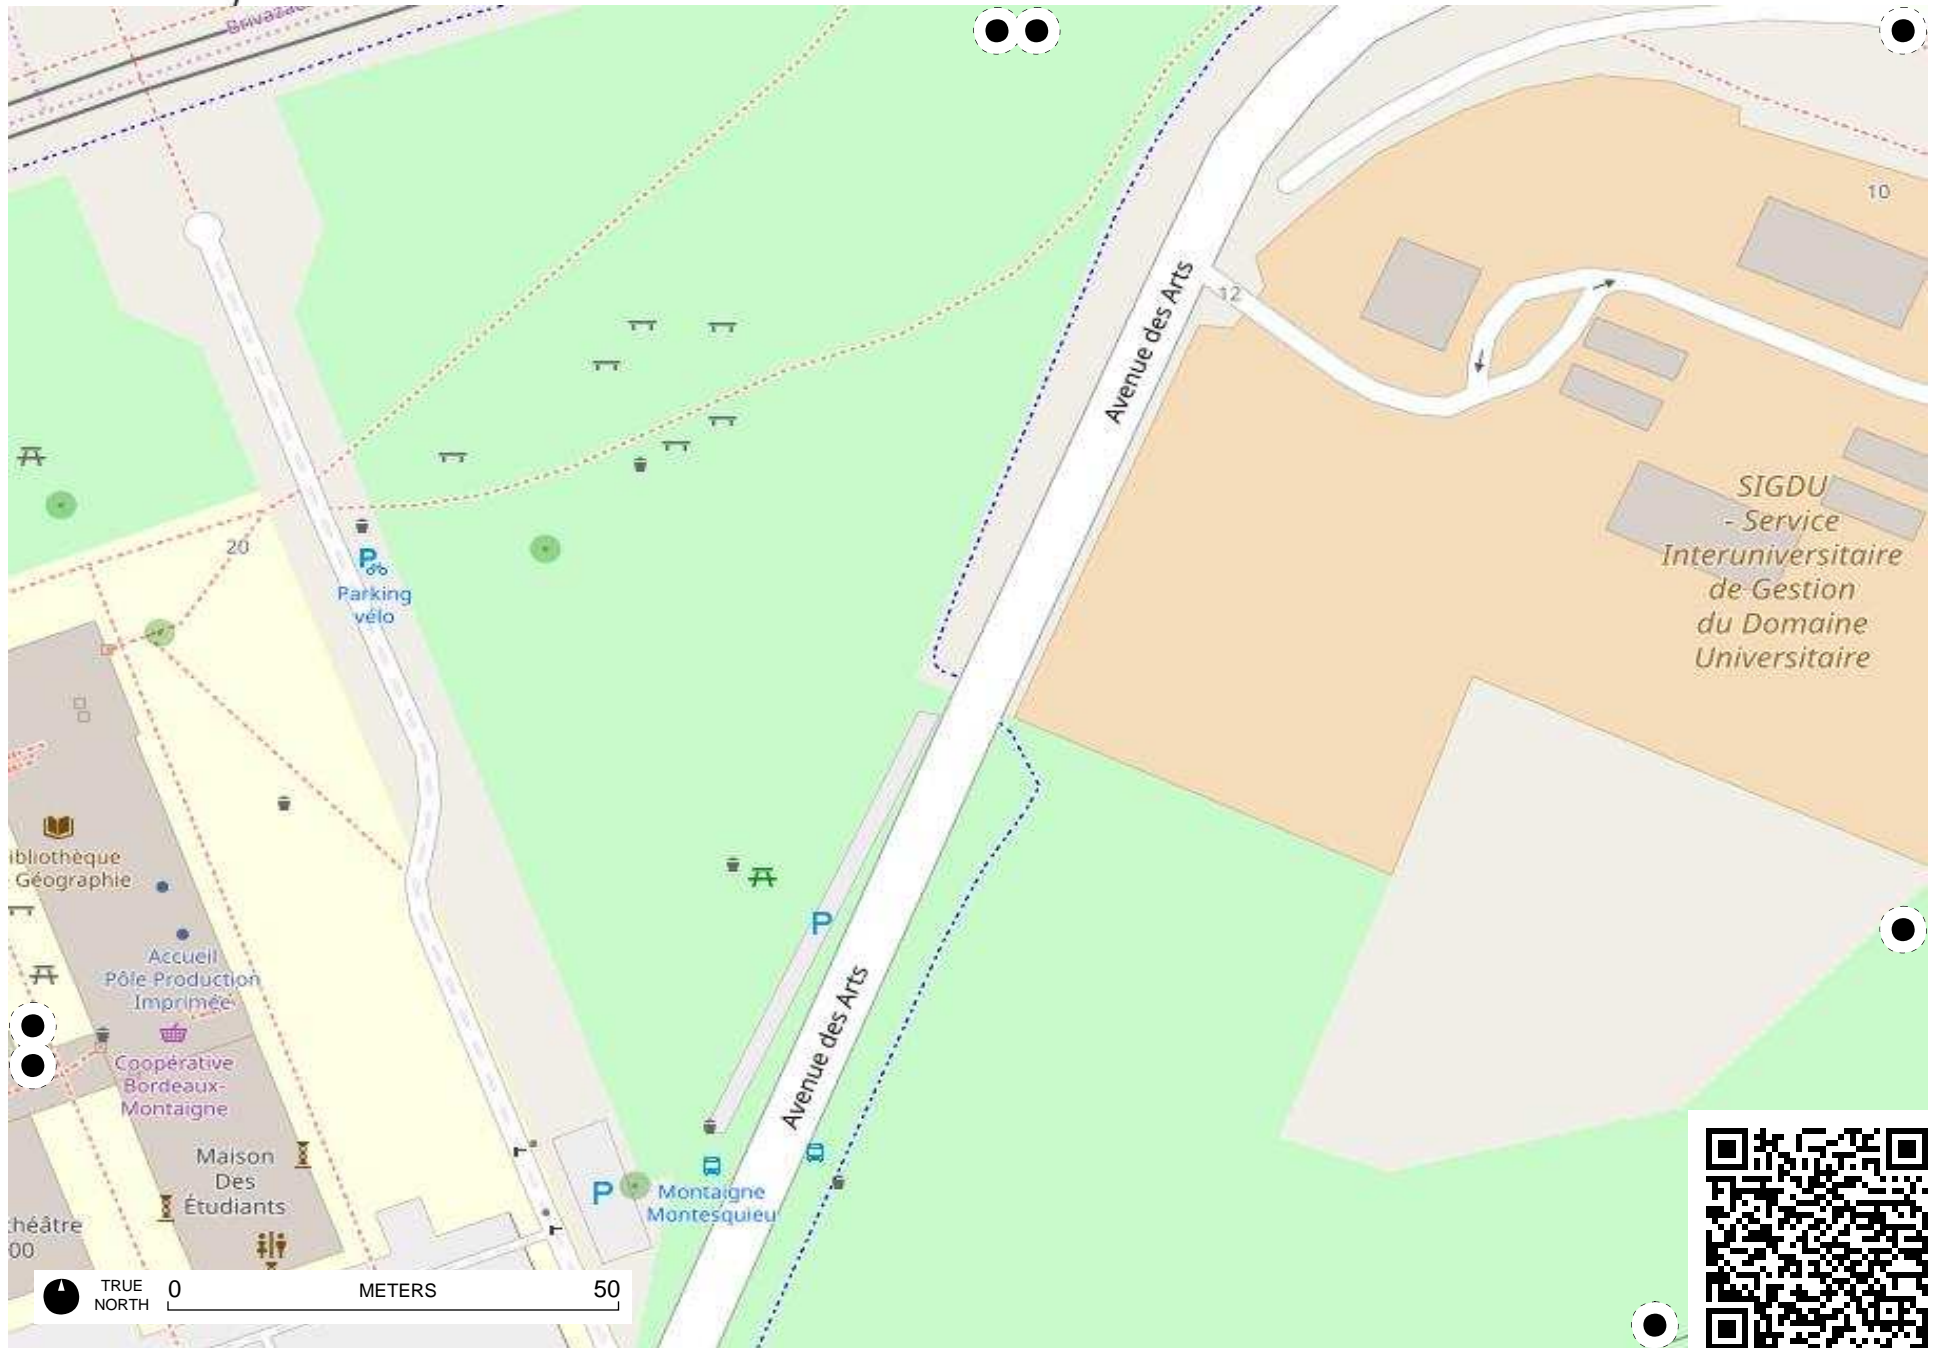 10
12
Avenue des Arts
SIGDU
- Service
Interuniversitaire
de Gestion
du Domaine
Universitaire
20
P
Parking
vélo
ibliothèque
Géographie
Accueil
Pôle Production
Imprimée
P
Avenue des Arts
Coopérative
Bordeaux-
Montaigne
Maison
Des
Étudiants
P
Montaigne
Montesquieu
héâtre
00
TRUE
NORTH
0 METERS 50